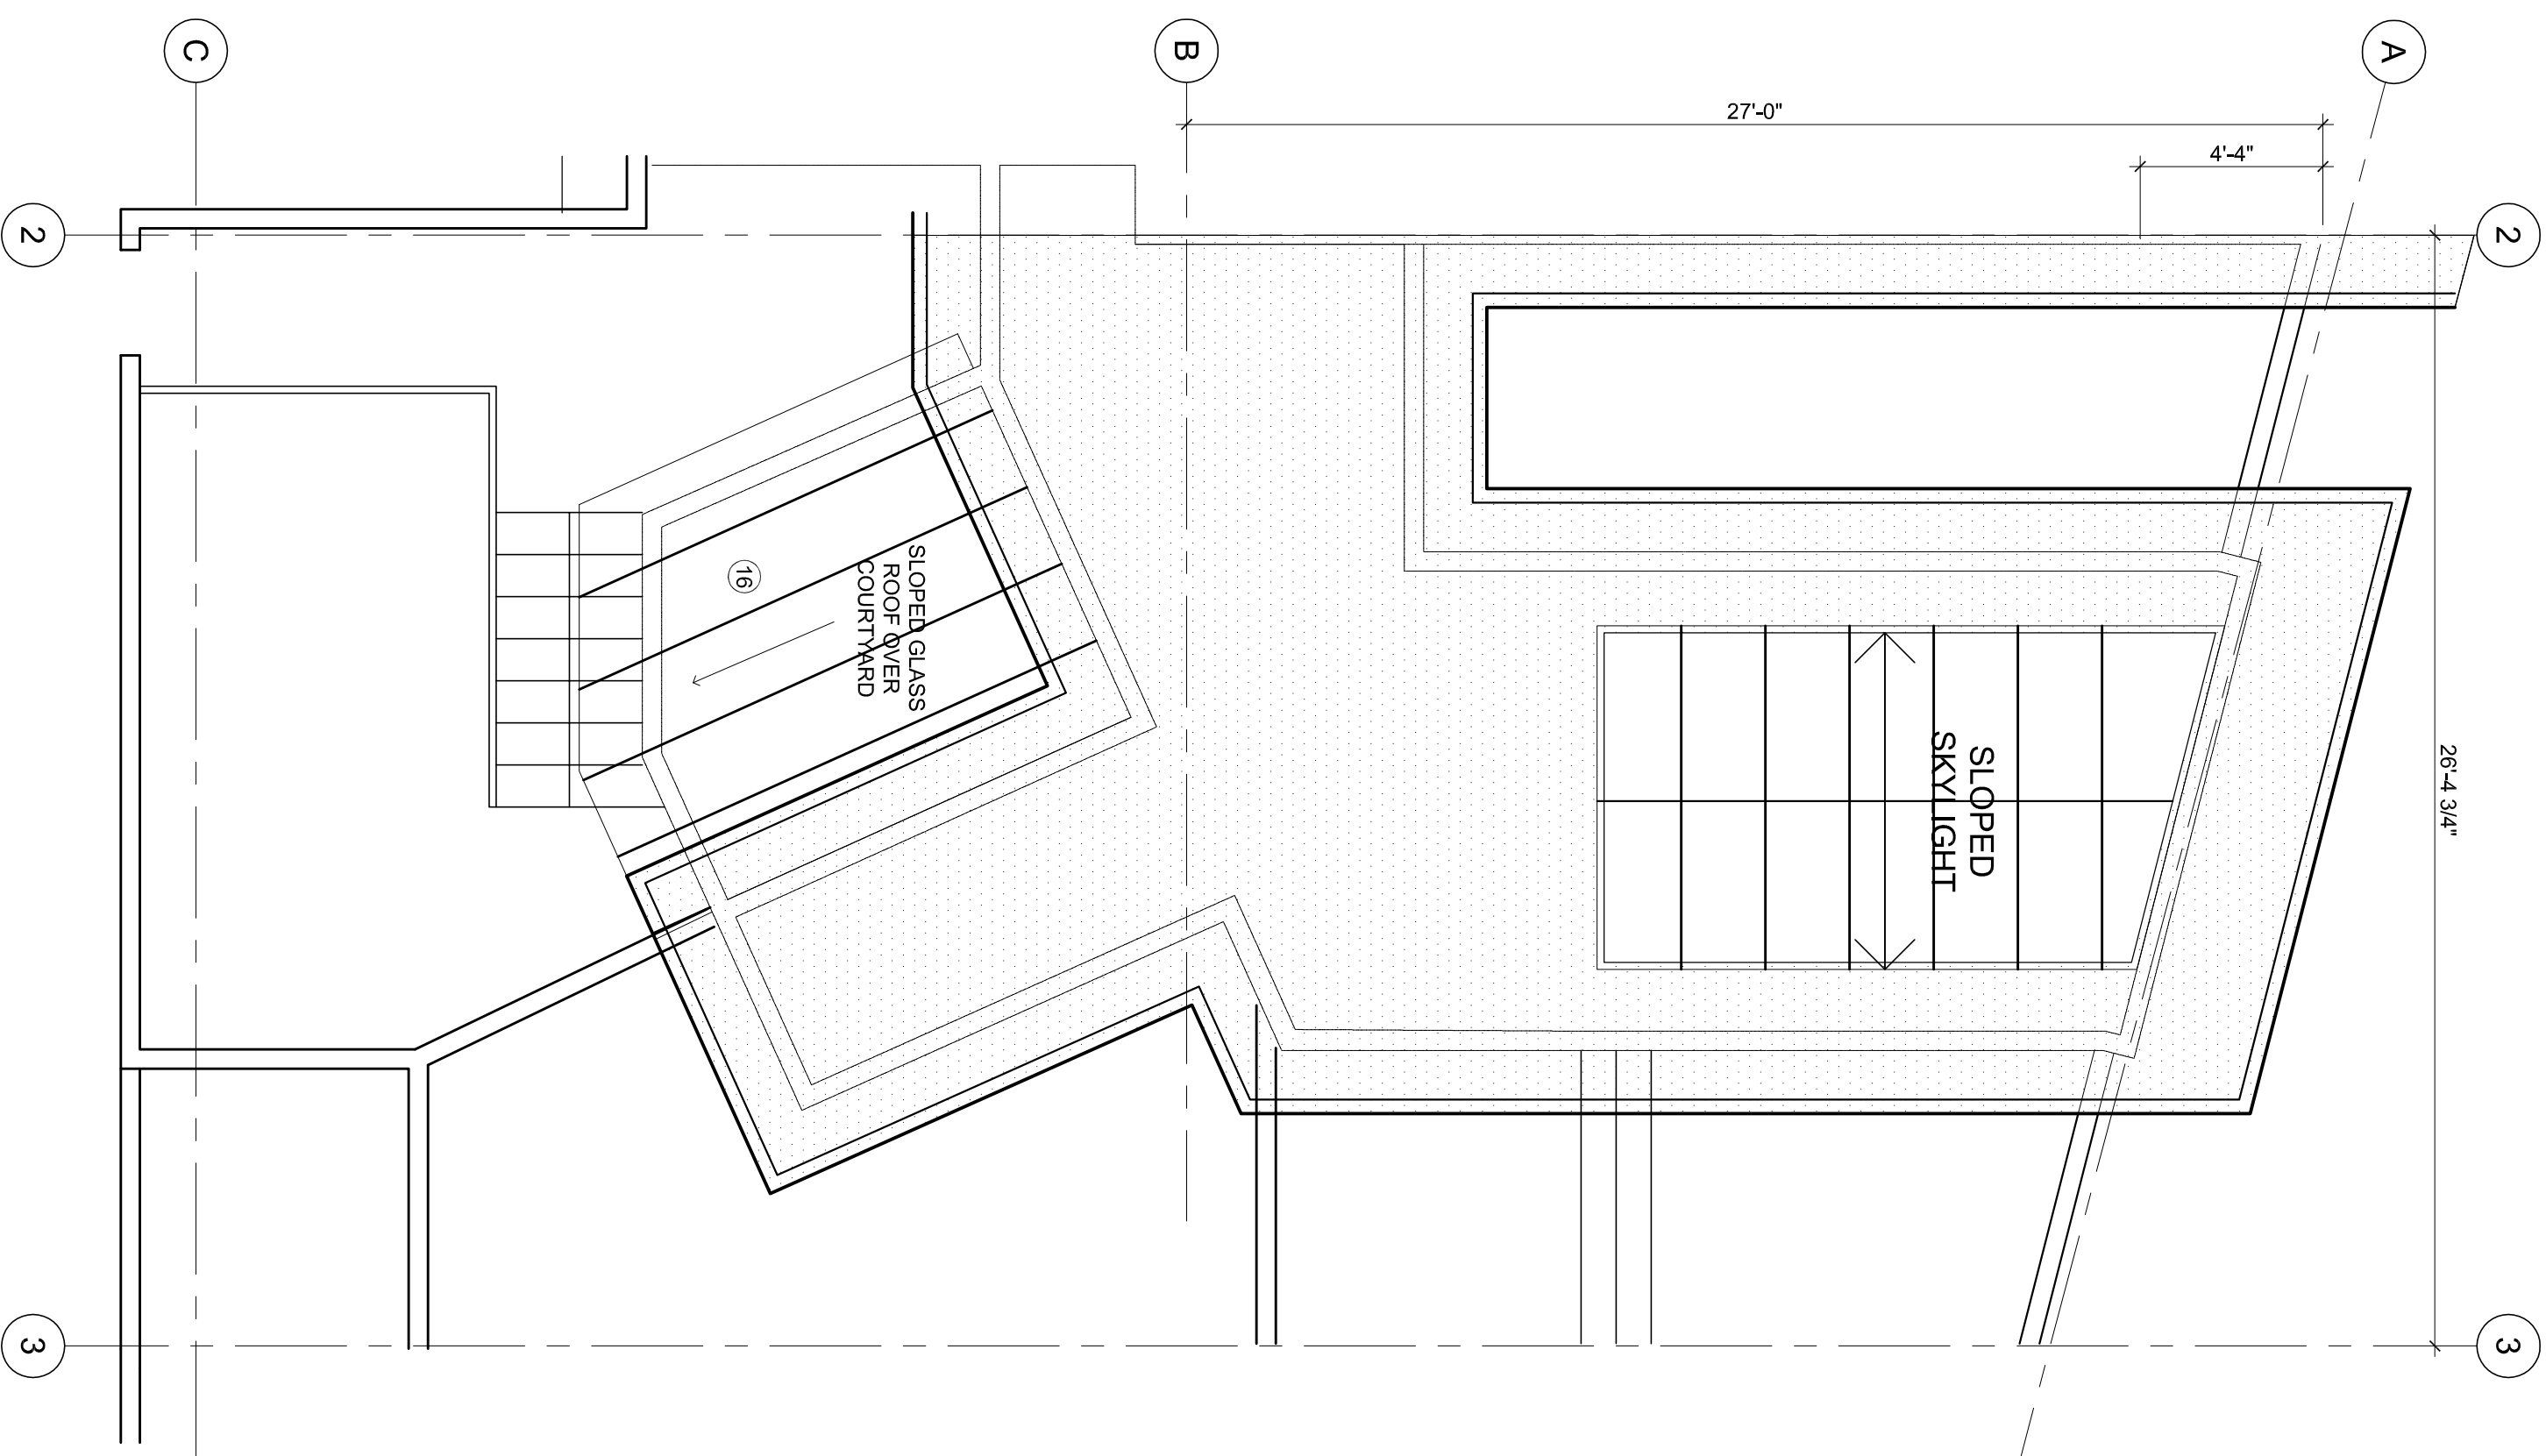 C
B
A
27'-0"
4'-4"
2
2
SLOPED GLASS
ROOF OVER
COURTYARD
16
SLOPED
SKYLIGHT
26'-4 3/4"
3
3